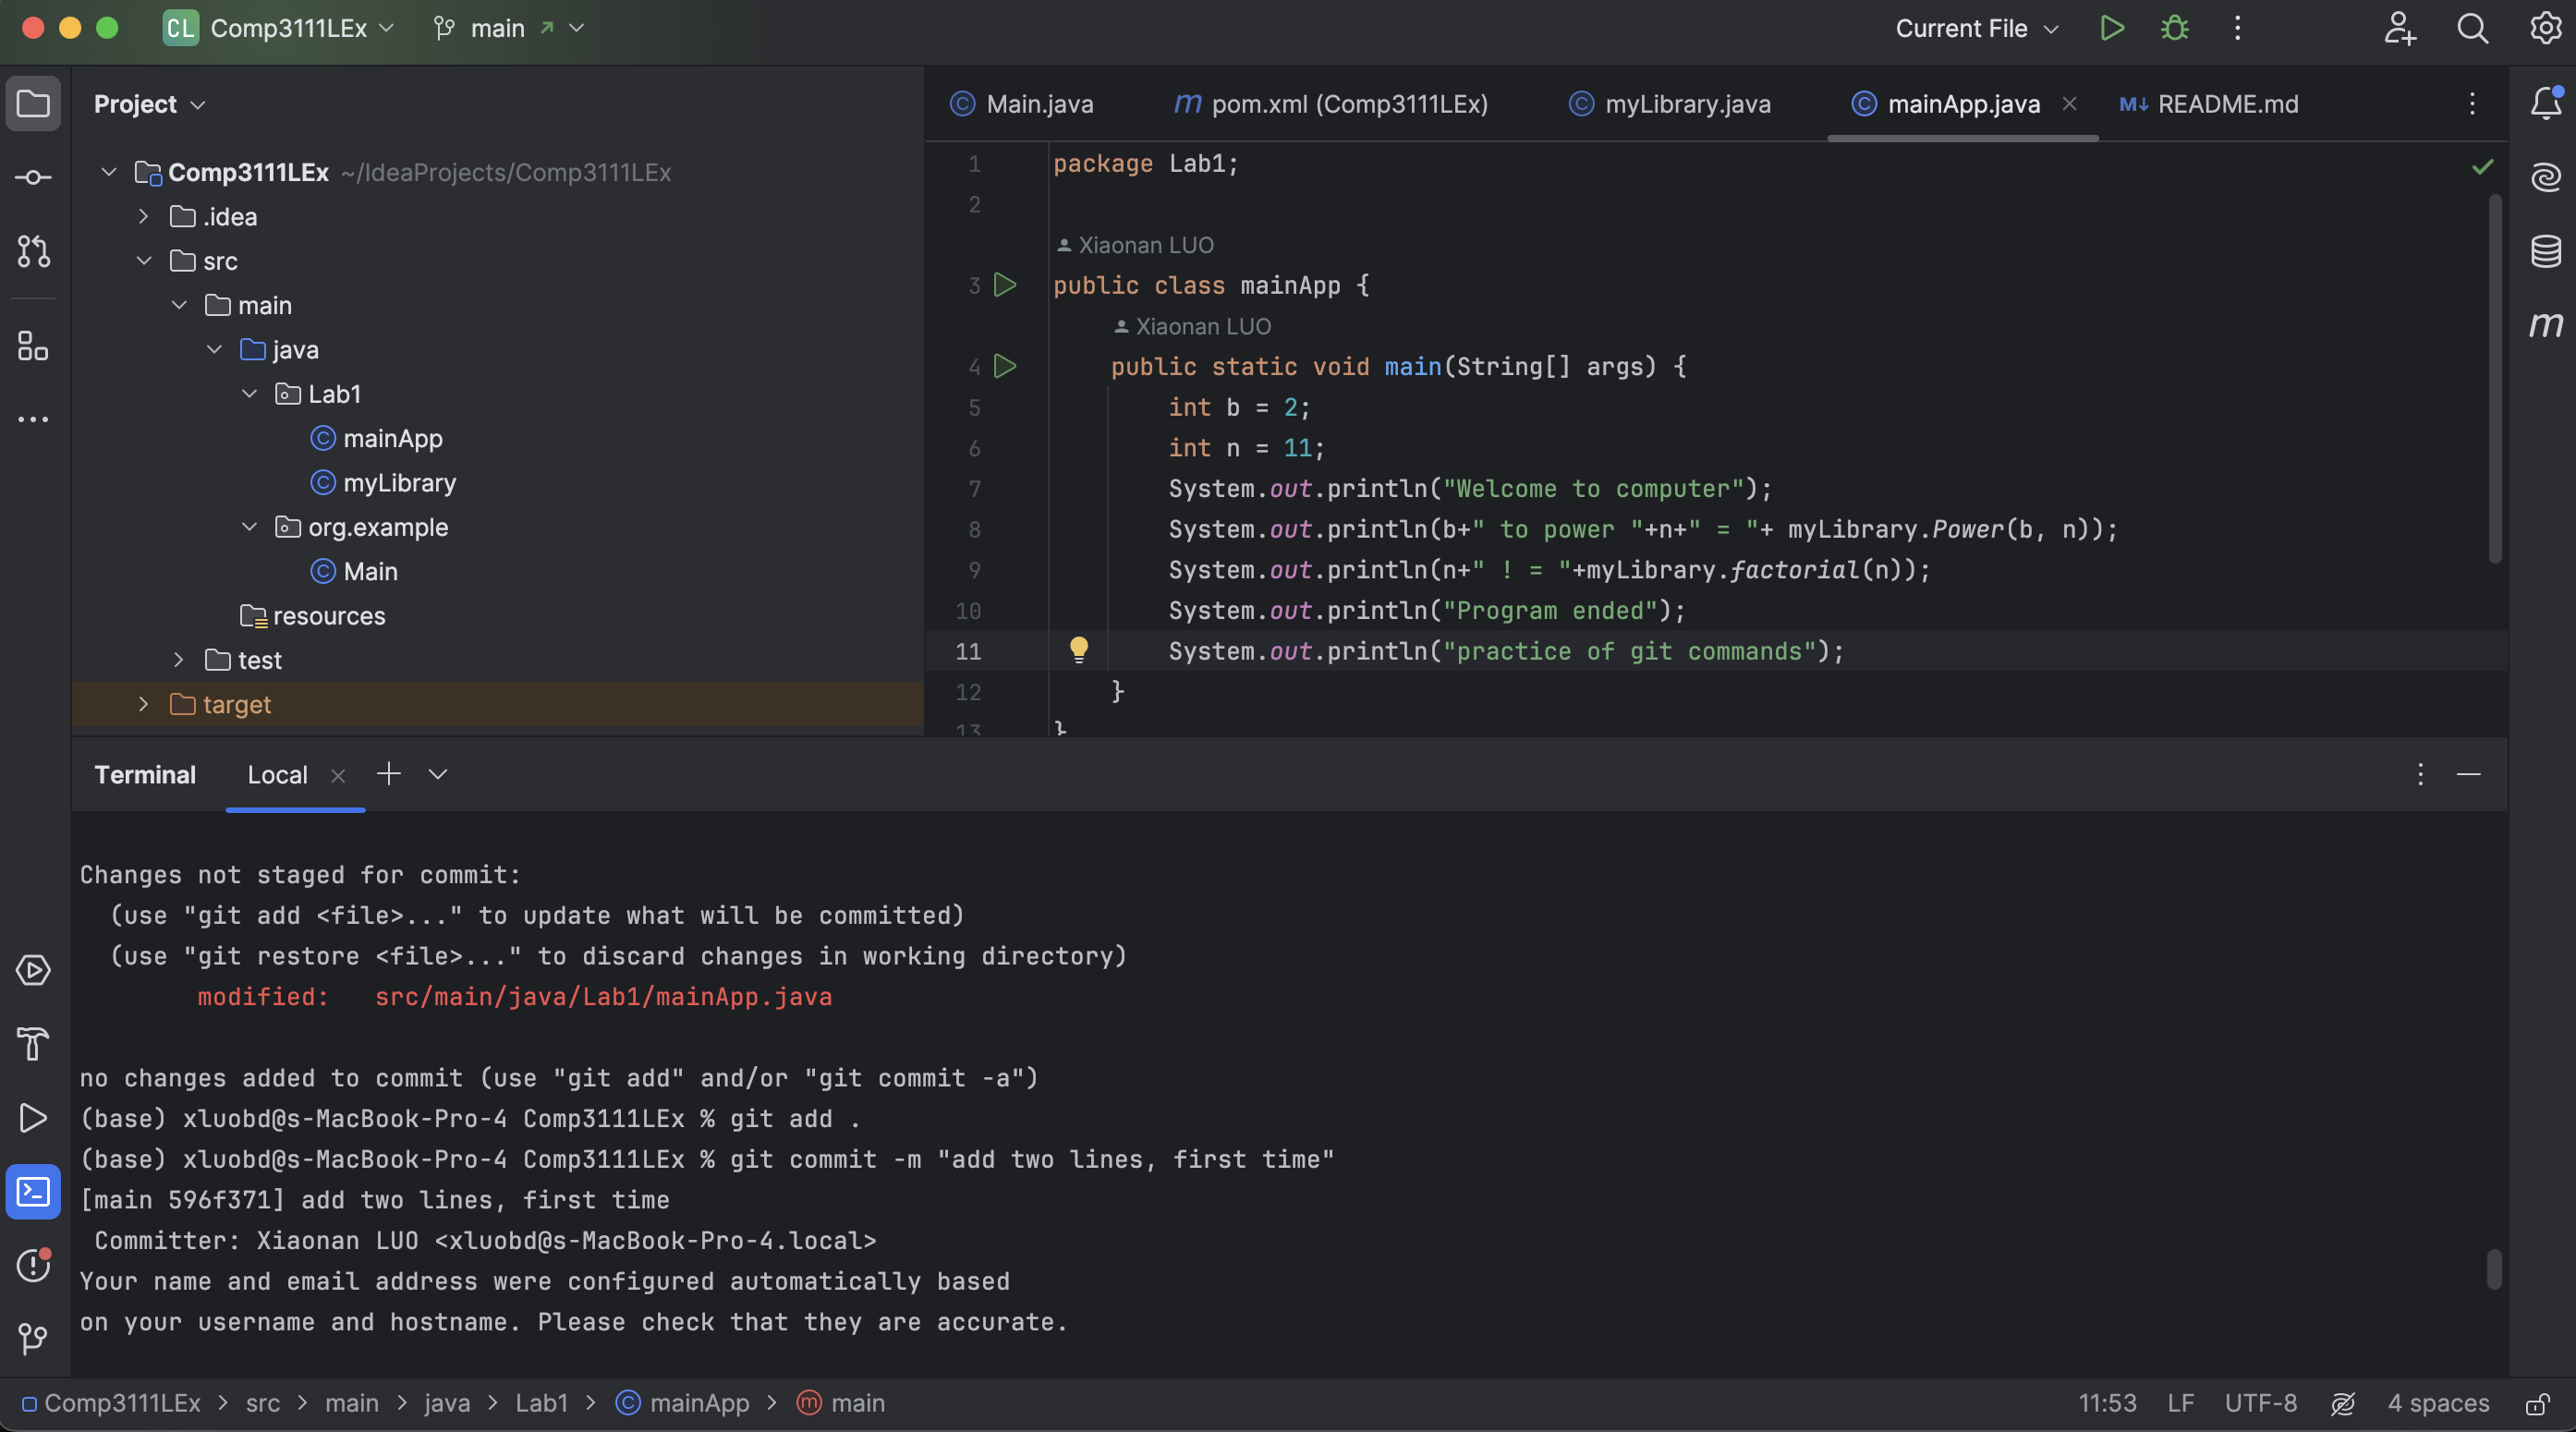 CL Comp3111LEx main Current File
Project
Comp3111LEx ~/IdeaProjects/Comp3111LEx
.idea
src
main
java
Lab1
mainApp
myLibrary
org.example
Main
resources
test
target
Main.java m pom.xml (Comp3111LEx) myLibrary.java mainApp.java M↓ README.md
1 package Lab1;
2
Xiaonan LUO
3 public class mainApp {
Xiaonan LUO
4 public static void main(String[] args) {
5 int b = 2;
6 int n = 11;
7 System.out.println("Welcome to computer");
8 System.out.println(b+" to power "+n+" = "+ myLibrary.Power(b, n));
9 System.out.println(n+" ! = "+myLibrary.factorial(n));
10 System.out.println("Program ended");
11 System.out.println("practice of git commands");
12 }
13 }
Terminal Local
Changes not staged for commit:
(use "git add <file>..." to update what will be committed)
(use "git restore <file>..." to discard changes in working directory)
modified: src/main/java/Lab1/mainApp.java
no changes added to commit (use "git add" and/or "git commit -a")
(base) xluobd@s-MacBook-Pro-4 Comp3111LEx % git add .
(base) xluobd@s-MacBook-Pro-4 Comp3111LEx % git commit -m "add two lines, first time"
[main 596f371] add two lines, first time
Committer: Xiaonan LUO <xluobd@s-MacBook-Pro-4.local>
Your name and email address were configured automatically based
on your username and hostname. Please check that they are accurate.
Comp3111LEx > src > main > java > Lab1 > mainApp > main 11:53 LF UTF-8 4 spaces